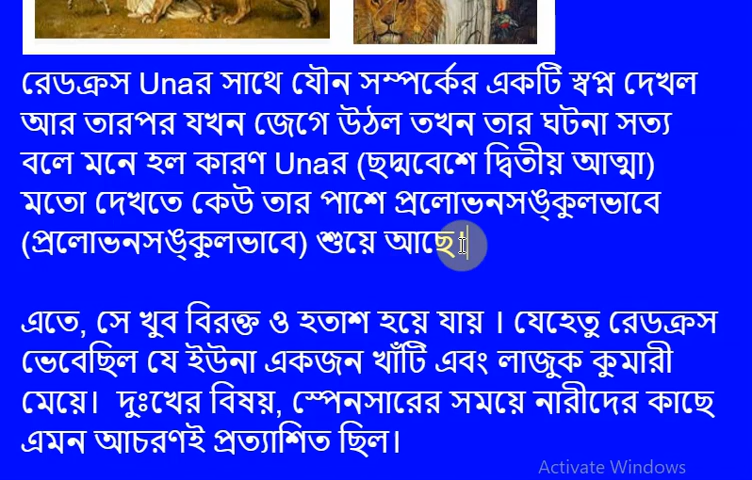 রেডক্রস Unaর সাথে যৌন সম্পর্কের একটি স্বপ্ন দেখল
আর তারপর যখন জেগে উঠল তখন তার ঘটনা সত্য
বলে মনে হল কারণ Unaর (ছদ্মবেশে দ্বিতীয় আত্মা)
মতো দেখতে কেউ তার পাশে প্রলোভনসঙ্কুলভাবে
(প্রলোভনসঙ্কুলভাবে) শুয়ে আছে।
এতে, সে খুব বিরক্ত ও হতাশ হয়ে যায় । যেহেতু রেডক্রস
ভেবেছিল যে ইউনা একজন খাঁটি এবং লাজুক কুমারী
মেয়ে। দুঃখের বিষয়, স্পেনসারের সময়ে নারীদের কাছে
এমন আচরণই প্রত্যাশিত ছিল।
Activate Windows